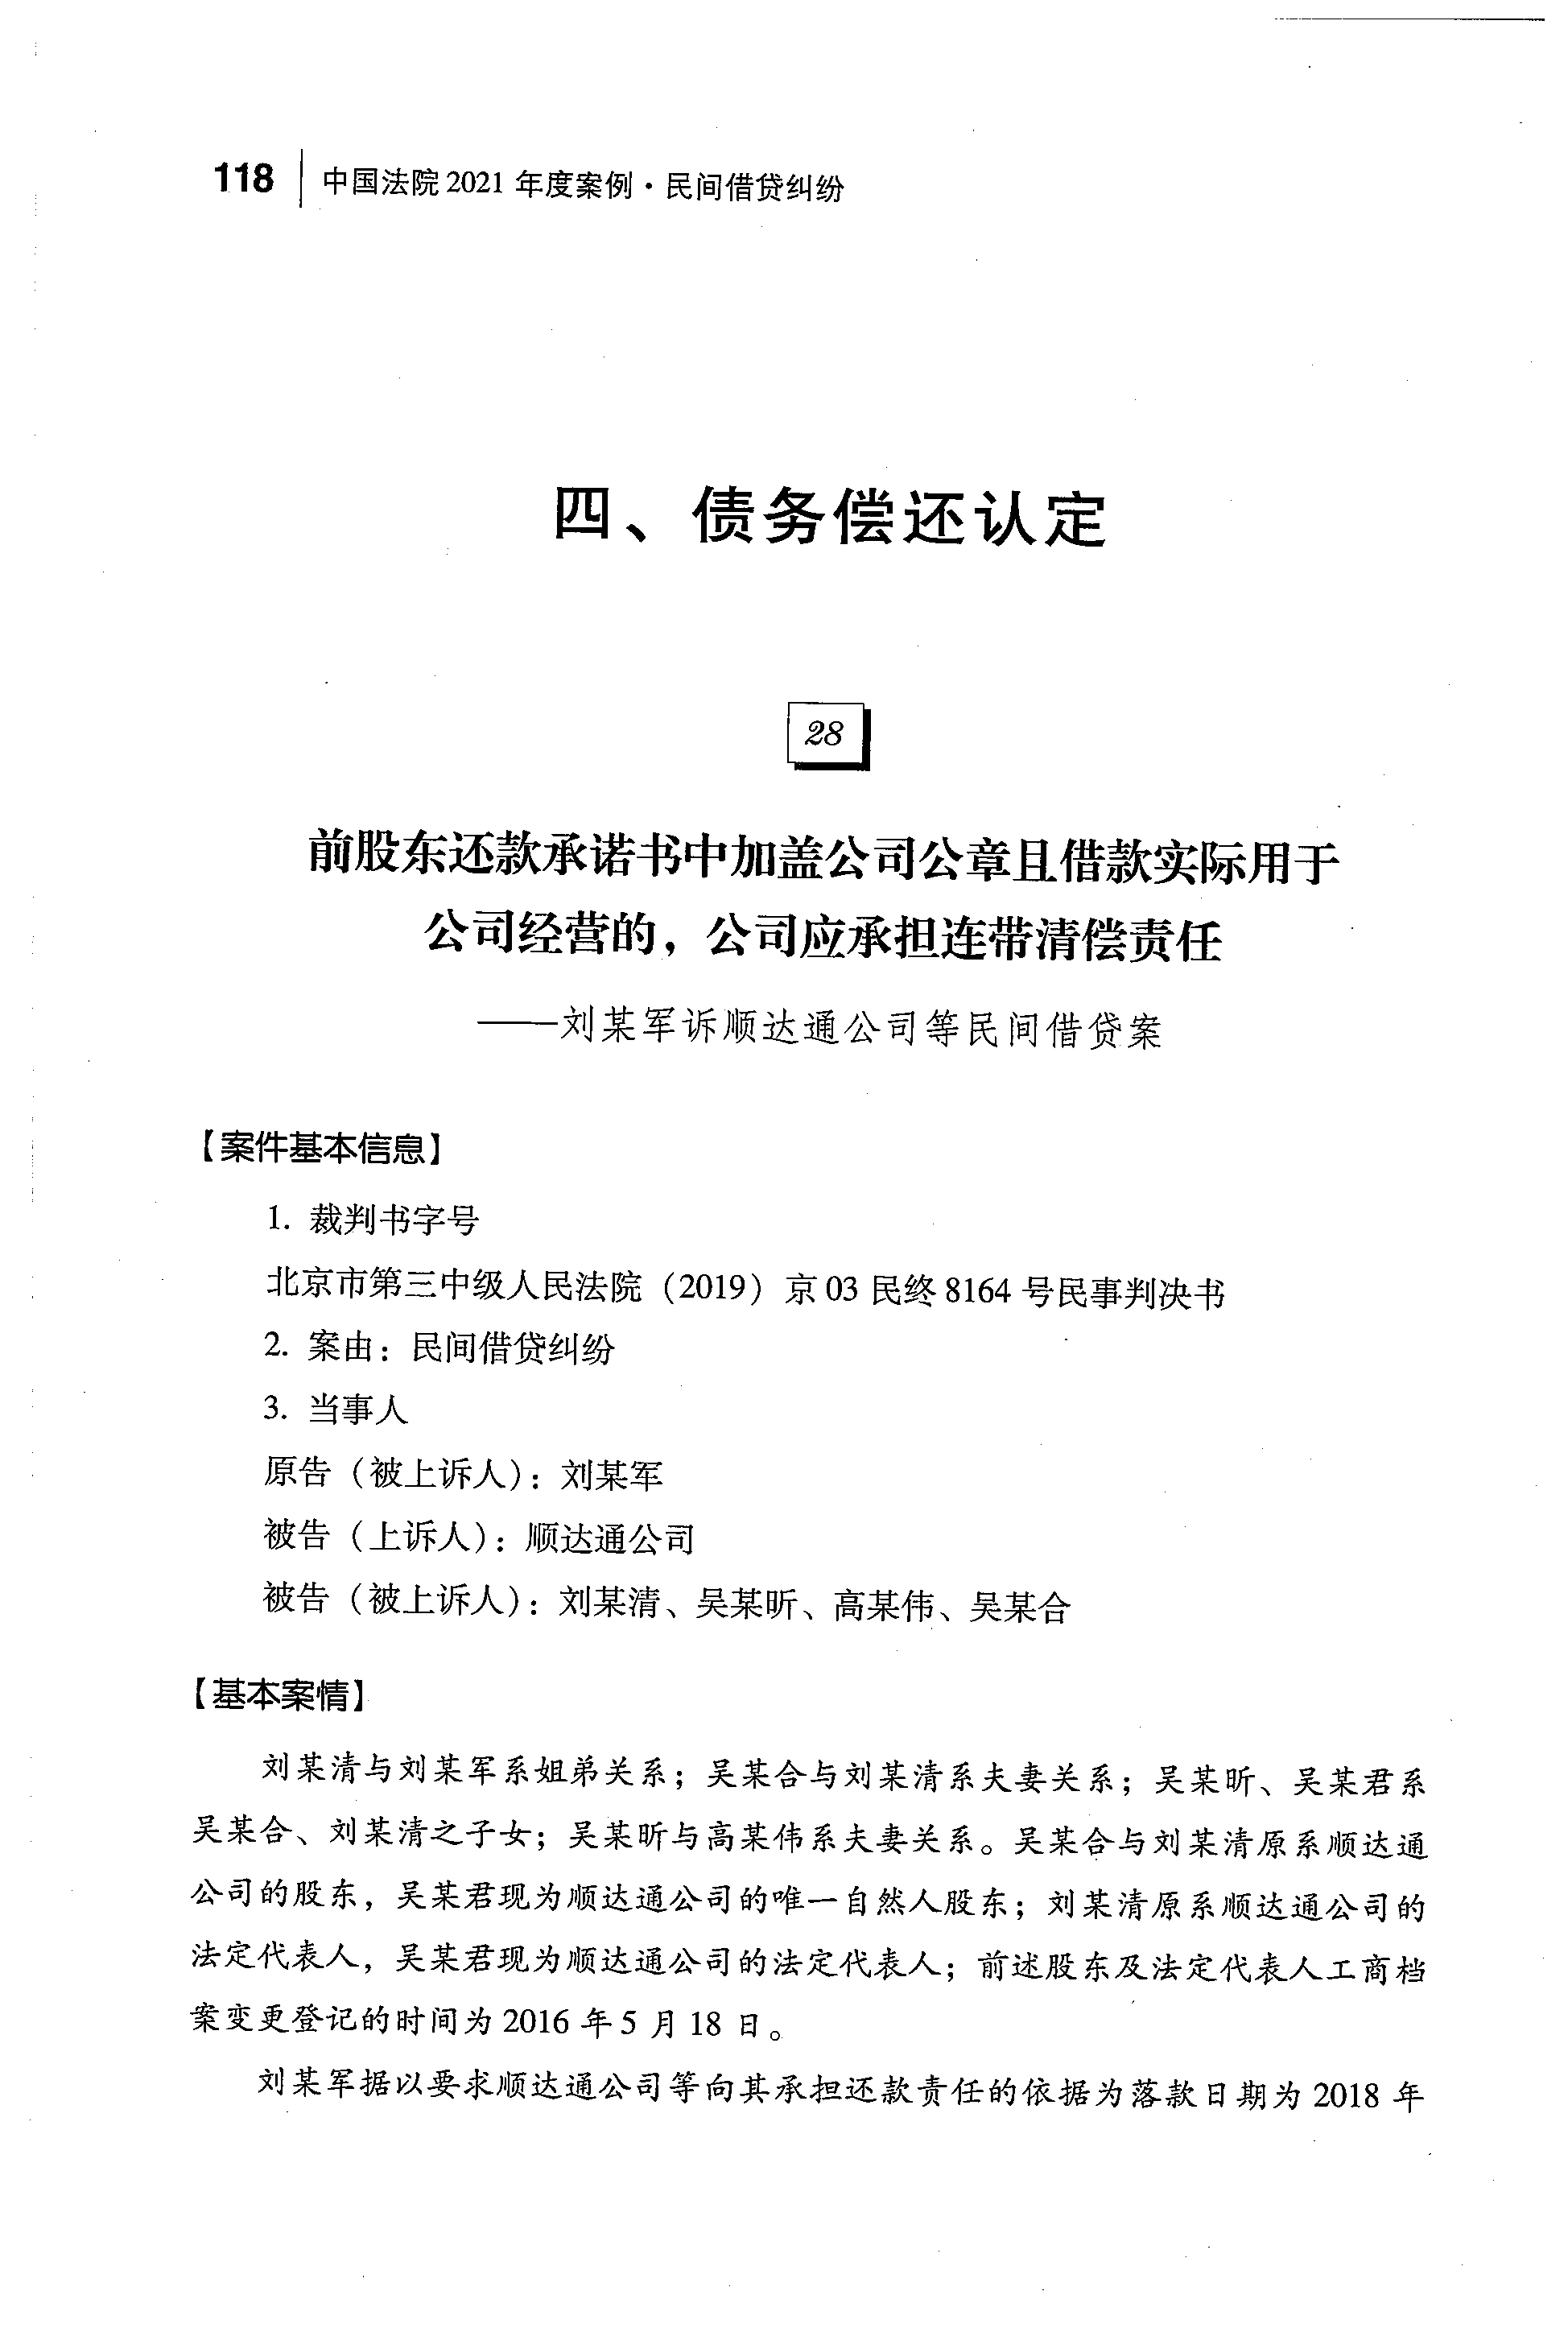 118 中国法院2021年度案例·民间借贷纠纷
四、债务偿还认定
28
前股东还款承诺书中加盖公司公章且借款实际用于
公司经营的，公司应承担连带清偿责任
——刘某军诉顺达通公司等民间借贷案
【案件基本信息】
1. 裁判书字号
北京市第三中级人民法院（2019）京03民终8164号民事判决书
2. 案由：民间借贷纠纷
3. 当事人
原告（被上诉人）：刘某军
被告（上诉人）：顺达通公司
被告（被上诉人）：刘某清、吴某昕、高某伟、吴某合
【基本案情】
刘某清与刘某军系姐弟关系；吴某合与刘某清系夫妻关系；吴某昕、吴某君系
吴某合、刘某清之子女；吴某昕与高某伟系夫妻关系。吴某合与刘某清原系顺达通
公司的股东，吴某君现为顺达通公司的唯一自然人股东；刘某清原系顺达通公司的
法定代表人，吴某君现为顺达通公司的法定代表人；前述股东及法定代表人工商档
案变更登记的时间为2016年5月18日。
刘某军据以要求顺达通公司等向其承担还款责任的依据为落款日期为2018年